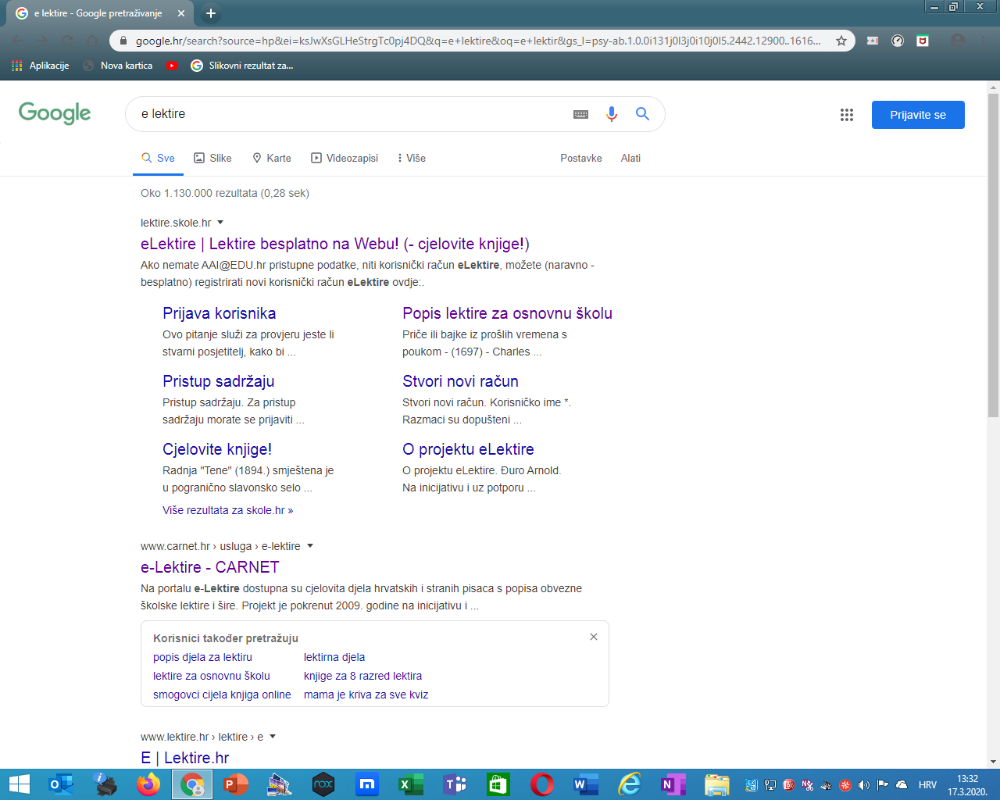 e lektire - Google pretraživanje
google.hr/search?source=hp&ei=ksJwXsGLHeStrgTc0pj4DQ&q=e+lektire&oq=e+lektir&gs_l=psy-ab.1.0.0i131j0l3j0i10j0l5.2442.12900..1616...
Aplikacije Nova kartica Slikovni rezultat za...
Google e lektire Prijavite se
Sve Slike Karte Videozapisi Više Postavke Alati
Oko 1.130.000 rezultata (0,28 sek)
lektire.skole.hr
eLektire | Lektire besplatno na Webu! (- cjelovite knjige!)
Ako nemate AAI@EDU.hr pristupne podatke, niti korisnički račun eLektire, možete (naravno -
besplatno) registrirati novi korisnički račun eLektire ovdje:.
Prijava korisnika
Ovo pitanje služi za provjeru jeste li
stvarni posjetitelj, kako bi ...
Popis lektire za osnovnu školu
Priče ili bajke iz prošlih vremena s
poukom - (1697) - Charles ...
Pristup sadržaju
Pristup sadržaju. Za pristup
sadržaju morate se prijaviti ...
Stvori novi račun
Stvori novi račun. Korisničko ime *.
Razmaci su dopušteni ...
Cjelovite knjige!
Radnja "Tene" (1894.) smještena je
u pogranično slavonsko selo ...
O projektu eLektire
O projektu eLektire. Đuro Arnold.
Na inicijativu i uz potporu ...
Više rezultata za skole.hr »
www.carnet.hr › usluga › e-lektire
e-Lektire - CARNET
Na portalu e-Lektire dostupna su cjelovita djela hrvatskih i stranih pisaca s popisa obvezne
školske lektire i šire. Projekt je pokrenut 2009. godine na inicijativu i ...
Korisnici također pretražuju
popis djela za lektiru lektirna djela
lektire za osnovnu školu knjige za 8 razred lektira
smogovci cijela knjiga online mama je kriva za sve kviz
www.lektire.hr › lektire › e
E | Lektire.hr
HRV 13:32
17.3.2020.